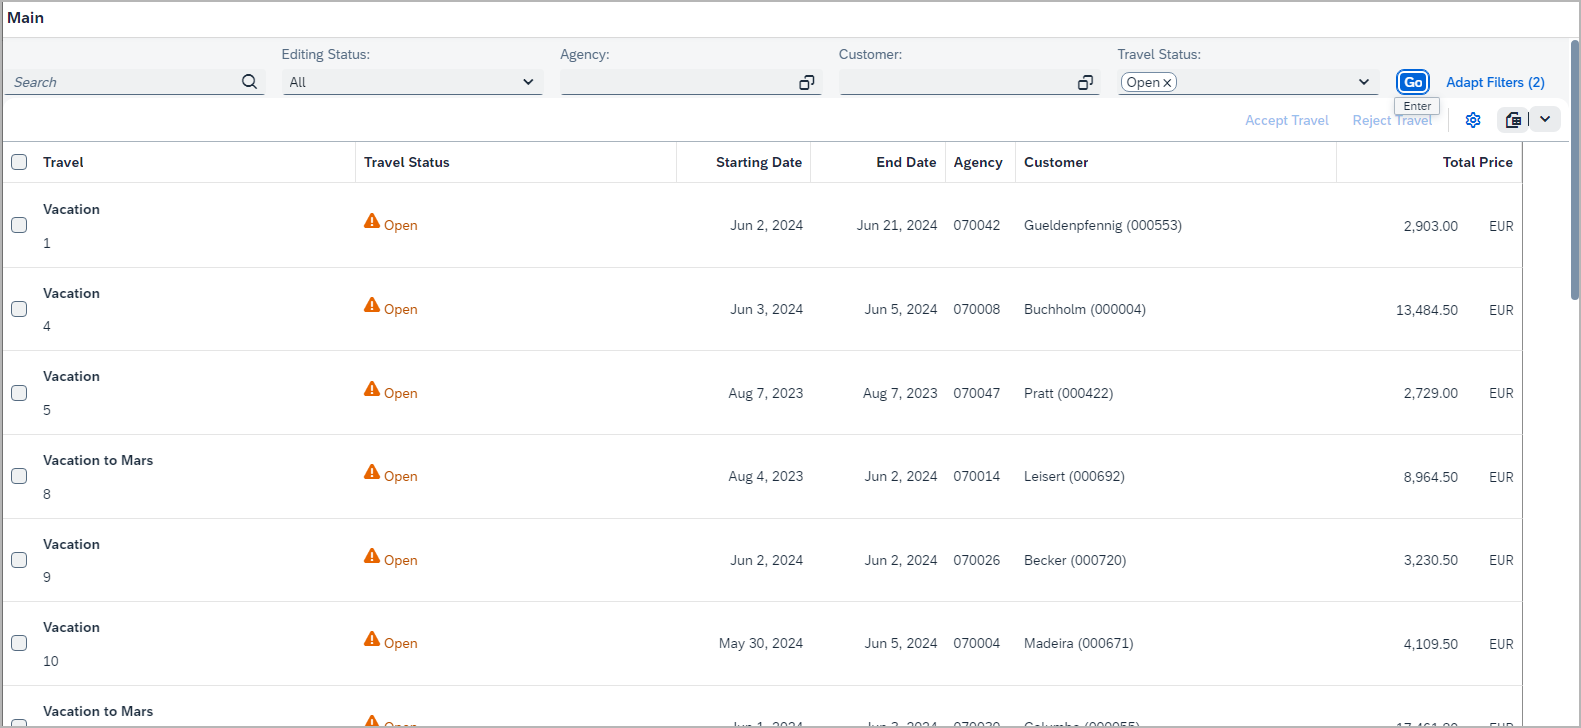 Main
Editing Status: Agency: Customer: Travel Status:
Search All Open Go Adapt Filters (2)
Enter
Accept Travel Reject Travel
Travel Travel Status Starting Date End Date Agency Customer Total Price
Vacation
Open Jun 2, 2024 Jun 21, 2024 070042 Gueldenpfennig (000553) 2,903.00 EUR
1
Vacation
Open Jun 3, 2024 Jun 5, 2024 070008 Buchholm (000004) 13,484.50 EUR
4
Vacation
Open Aug 7, 2023 Aug 7, 2023 070047 Pratt (000422) 2,729.00 EUR
5
Vacation to Mars
Open Aug 4, 2023 Jun 2, 2024 070014 Leisert (000692) 8,964.50 EUR
8
Vacation
Open Jun 2, 2024 Jun 2, 2024 070026 Becker (000720) 3,230.50 EUR
9
Vacation
Open May 30, 2024 Jun 5, 2024 070004 Madeira (000671) 4,109.50 EUR
10
Vacation to Mars
Open